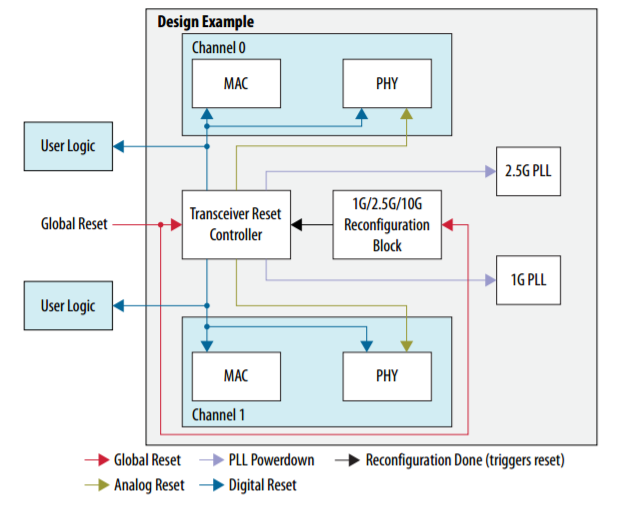 Design Example
Channel 0
MAC
PHY
User Logic
2.5G PLL
Global Reset
Transceiver Reset
Controller
1G/2.5G/10G
Reconfiguration
Block
User Logic
1G PLL
MAC
PHY
Channel 1
Global Reset
PLL Powerdown
Reconfiguration Done (triggers reset)
Analog Reset
Digital Reset